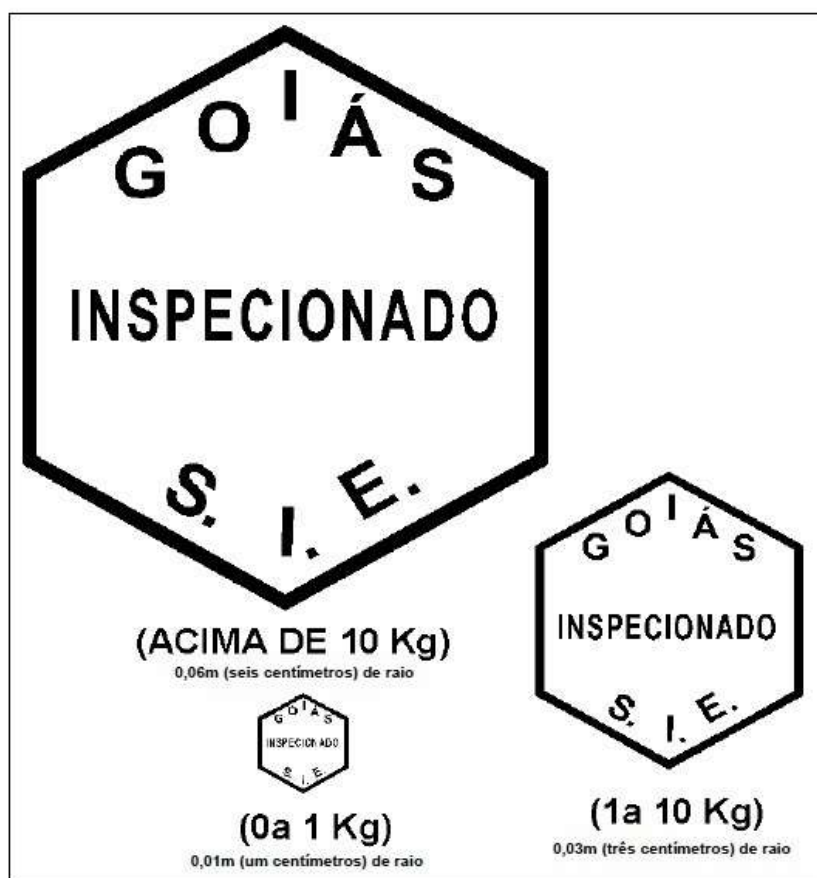 GOIÁS
INSPECIONADO
S. I. E.
(ACIMA DE 10 Kg)
0,06m (seis centímetros) de raio
GOIÁS
INSPECIONADO
S. I. E.
(0a 1 Kg)
0,01m (um centímetros) de raio
GOIÁS
INSPECIONADO
S. I. E.
(1a 10 Kg)
0,03m (três centímetros) de raio